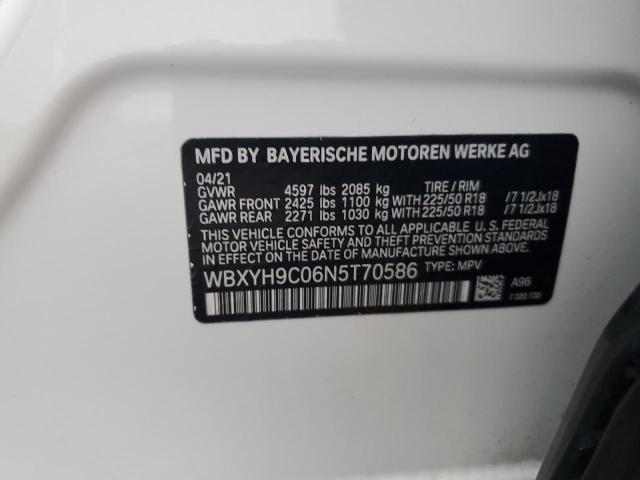 MFD BY BAYERISCHE MOTOREN WERKE AG
04/21
GVWR 4597 lbs 2085 kg TIRE / RIM
GAWR FRONT 2425 lbs 1100 kg WITH 225/50 R18 /7 1/2Jx18
GAWR REAR 2271 lbs 1030 kg WITH 225/50 R18 /7 1/2Jx18
THIS VEHICLE CONFORMS TO ALL APPLICABLE U. S. FEDERAL
MOTOR VEHICLE SAFETY, AND THEFT PREVENTION STANDARDS
IN EFFECT ON THE DATE OF MANUFACTURE SHOWN ABOVE.
WBXYH9C06N5T70586 TYPE: MPV
A96
7 320 730